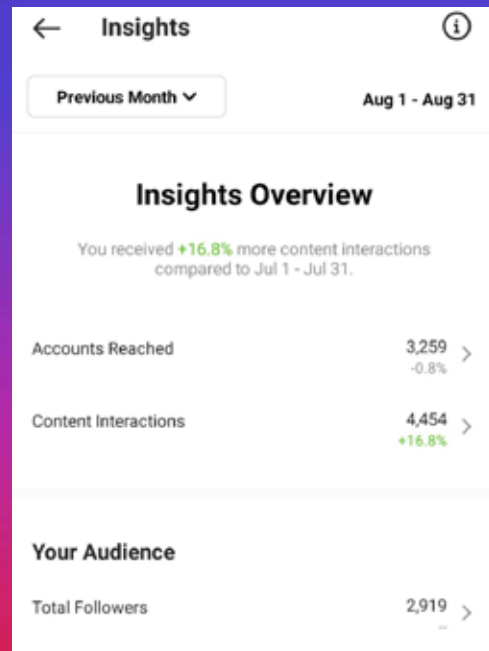 Insights
Previous Month
Aug 1 - Aug 31
Insights Overview
You received +16.8% more content interactions
compared to Jul 1 - Jul 31.
Accounts Reached
3,259
-0.8%
Content Interactions
4,454
+16.8%
Your Audience
Total Followers
2,919
--